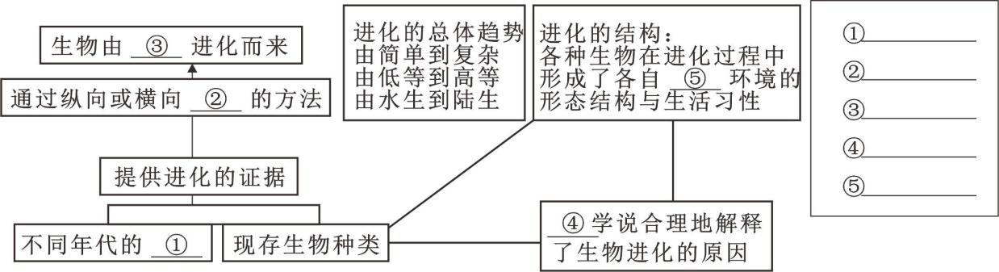 生物由 ③ 进化而来
通过纵向或横向 ② 的方法
提供进化的证据
不同年代的 ①
现存生物种类
进化的总体趋势
由简单到复杂
由低等到高等
由水生到陆生
进化的结构：
各种生物在进化过程中
形成了各自 ⑤ 环境的
形态结构与生活习性
④ 学说合理地解释
了生物进化的原因
①
②
③
④
⑤